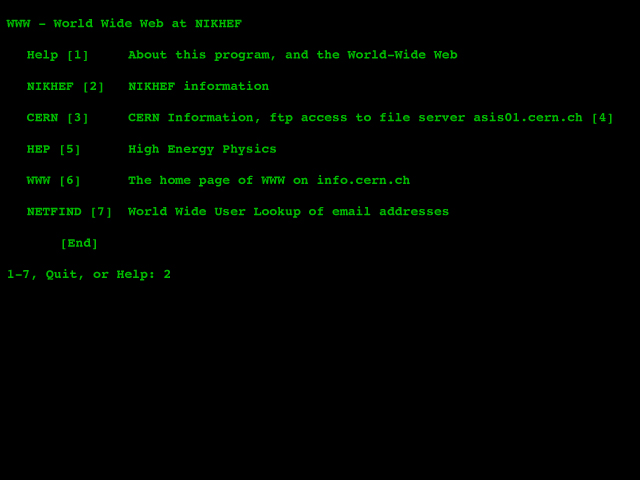 WWW - World Wide Web at NIKHEF
Help [1] About this program, and the World-Wide Web
NIKHEF [2] NIKHEF information
CERN [3] CERN Information, ftp access to file server asis01.cern.ch [4]
HEP [5] High Energy Physics
WWW [6] The home page of WWW on info.cern.ch
NETFIND [7] World Wide User Lookup of email addresses
[End]
1-7, Quit, or Help: 2